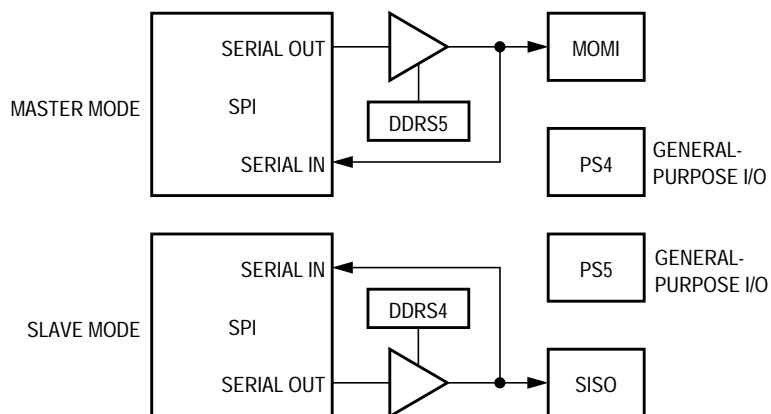 SERIAL OUT
MOMI
DDRS5
MASTER MODE
SPI
SERIAL IN
PS4
GENERAL-
PURPOSE I/O
SERIAL IN
PS5
GENERAL-
PURPOSE I/O
DDRS4
SLAVE MODE
SPI
SERIAL OUT
SISO